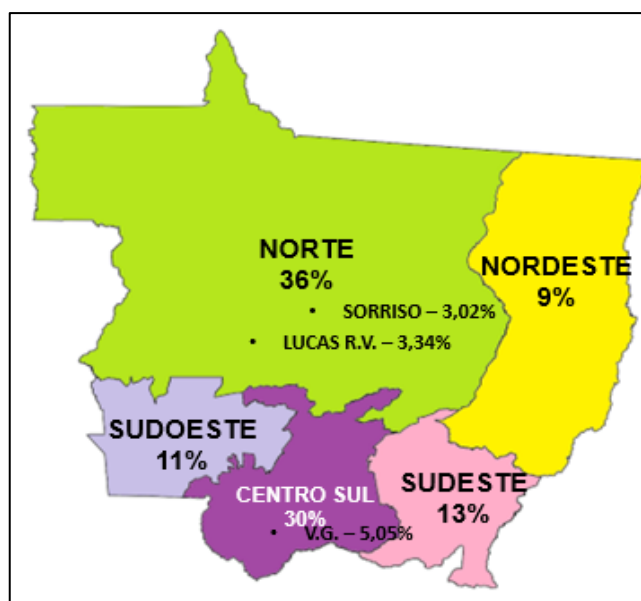 NORTE
36%
NORDESTE
9%
• SORRISO – 3,02%
• LUCAS R.V. – 3,34%
SUDOESTE
11%
CENTRO SUL
30%
• V.G. – 5,05%
SUDESTE
13%